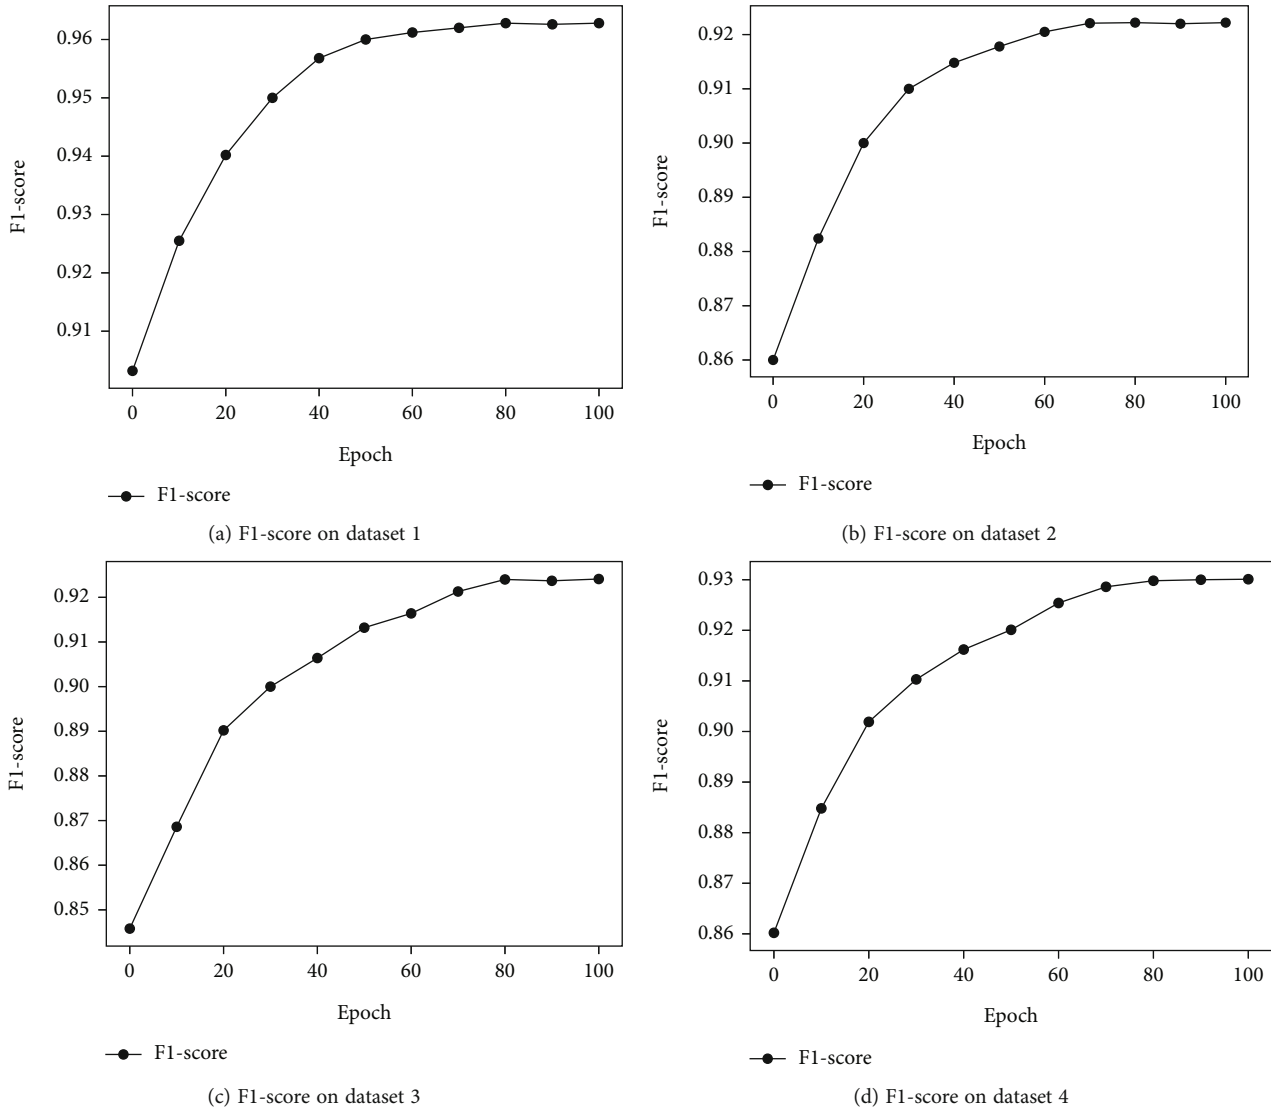 0.96
0.95
0.94
0.93
0.92
0.91
F1-score
0 20 40 60 80 100
Epoch
F1-score
(a) F1-score on dataset 1
0.92
0.91
0.90
0.89
0.88
0.87
0.86
F1-score
0 20 40 60 80 100
Epoch
F1-score
(b) F1-score on dataset 2
0.92
0.91
0.90
0.89
0.88
0.87
0.86
0.85
F1-score
0 20 40 60 80 100
Epoch
F1-score
(c) F1-score on dataset 3
0.93
0.92
0.91
0.90
0.89
0.88
0.87
0.86
F1-score
0 20 40 60 80 100
Epoch
F1-score
(d) F1-score on dataset 4